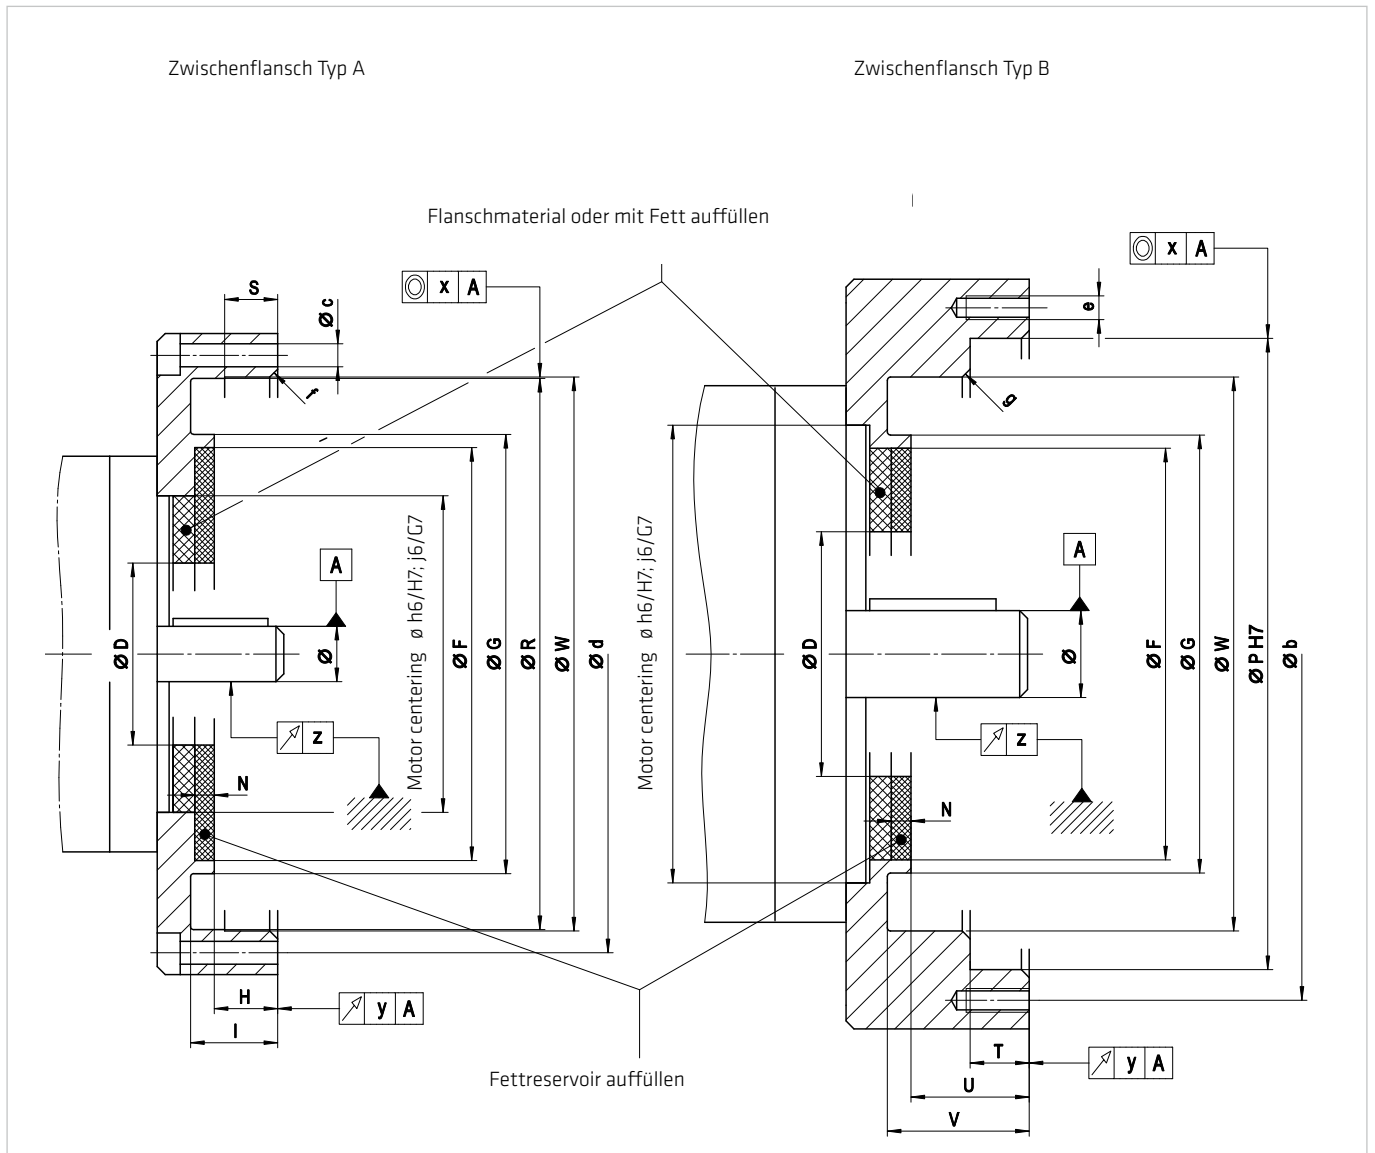 Zwischenflansch Typ A
Zwischenflansch Typ B
Flanschmaterial oder mit Fett auffüllen
S
Ø c
x A
f
A
Ø D
Ø
Motor centering ø h6/H7; j6/G7
Ø F
Ø G
Ø R
Ø W
Ø d
z
N
H
I
y A
x A
e
g
A
Motor centering ø h6/H7; j6/G7
Ø D
Ø
Ø F
Ø G
Ø W
Ø P H7
Ø b
z
N
T
U
V
y A
Fettreservoir auffüllen